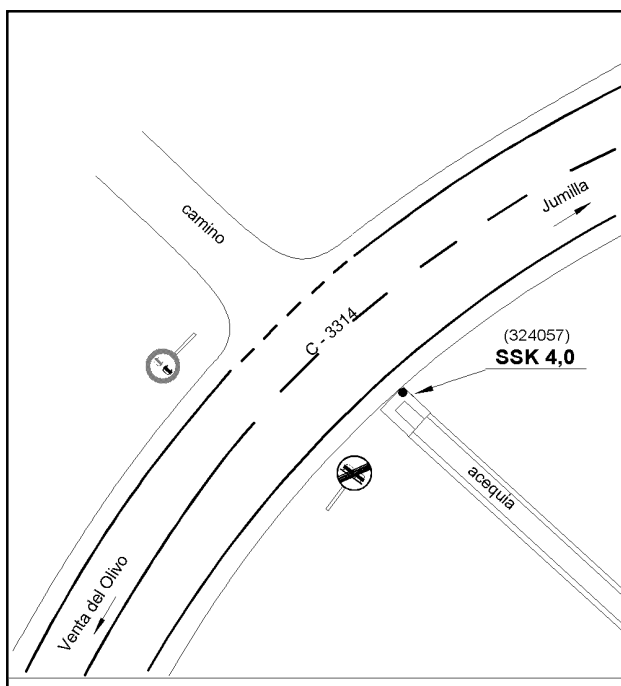 camino
Jumilla
C - 3314
(324057)
SSK 4,0
acequia
Venta del Olivo